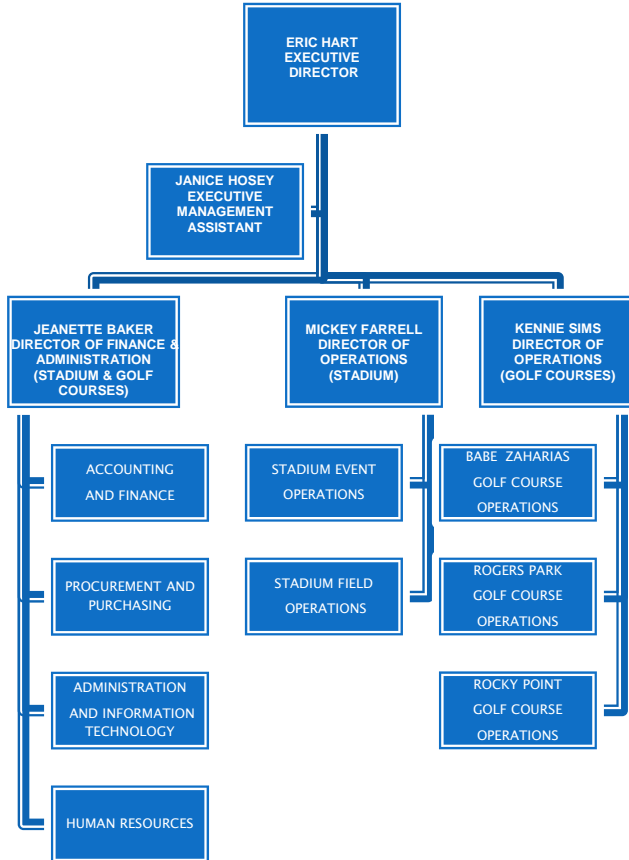 ERIC HART
EXECUTIVE
DIRECTOR
JANICE HOSEY
EXECUTIVE
MANAGEMENT
ASSISTANT
JEANETTE BAKER
DIRECTOR OF FINANCE &
ADMINISTRATION
(STADIUM & GOLF
COURSES)
MICKEY FARRELL
DIRECTOR OF
OPERATIONS
(STADIUM)
KENNIE SIMS
DIRECTOR OF
OPERATIONS
(GOLF COURSES)
ACCOUNTING
AND FINANCE
PROCUREMENT AND
PURCHASING
ADMINISTRATION
AND INFORMATION
TECHNOLOGY
HUMAN RESOURCES
STADIUM EVENT
OPERATIONS
STADIUM FIELD
OPERATIONS
BABE ZAHARIAS
GOLF COURSE
OPERATIONS
ROGERS PARK
GOLF COURSE
OPERATIONS
ROCKY POINT
GOLF COURSE
OPERATIONS